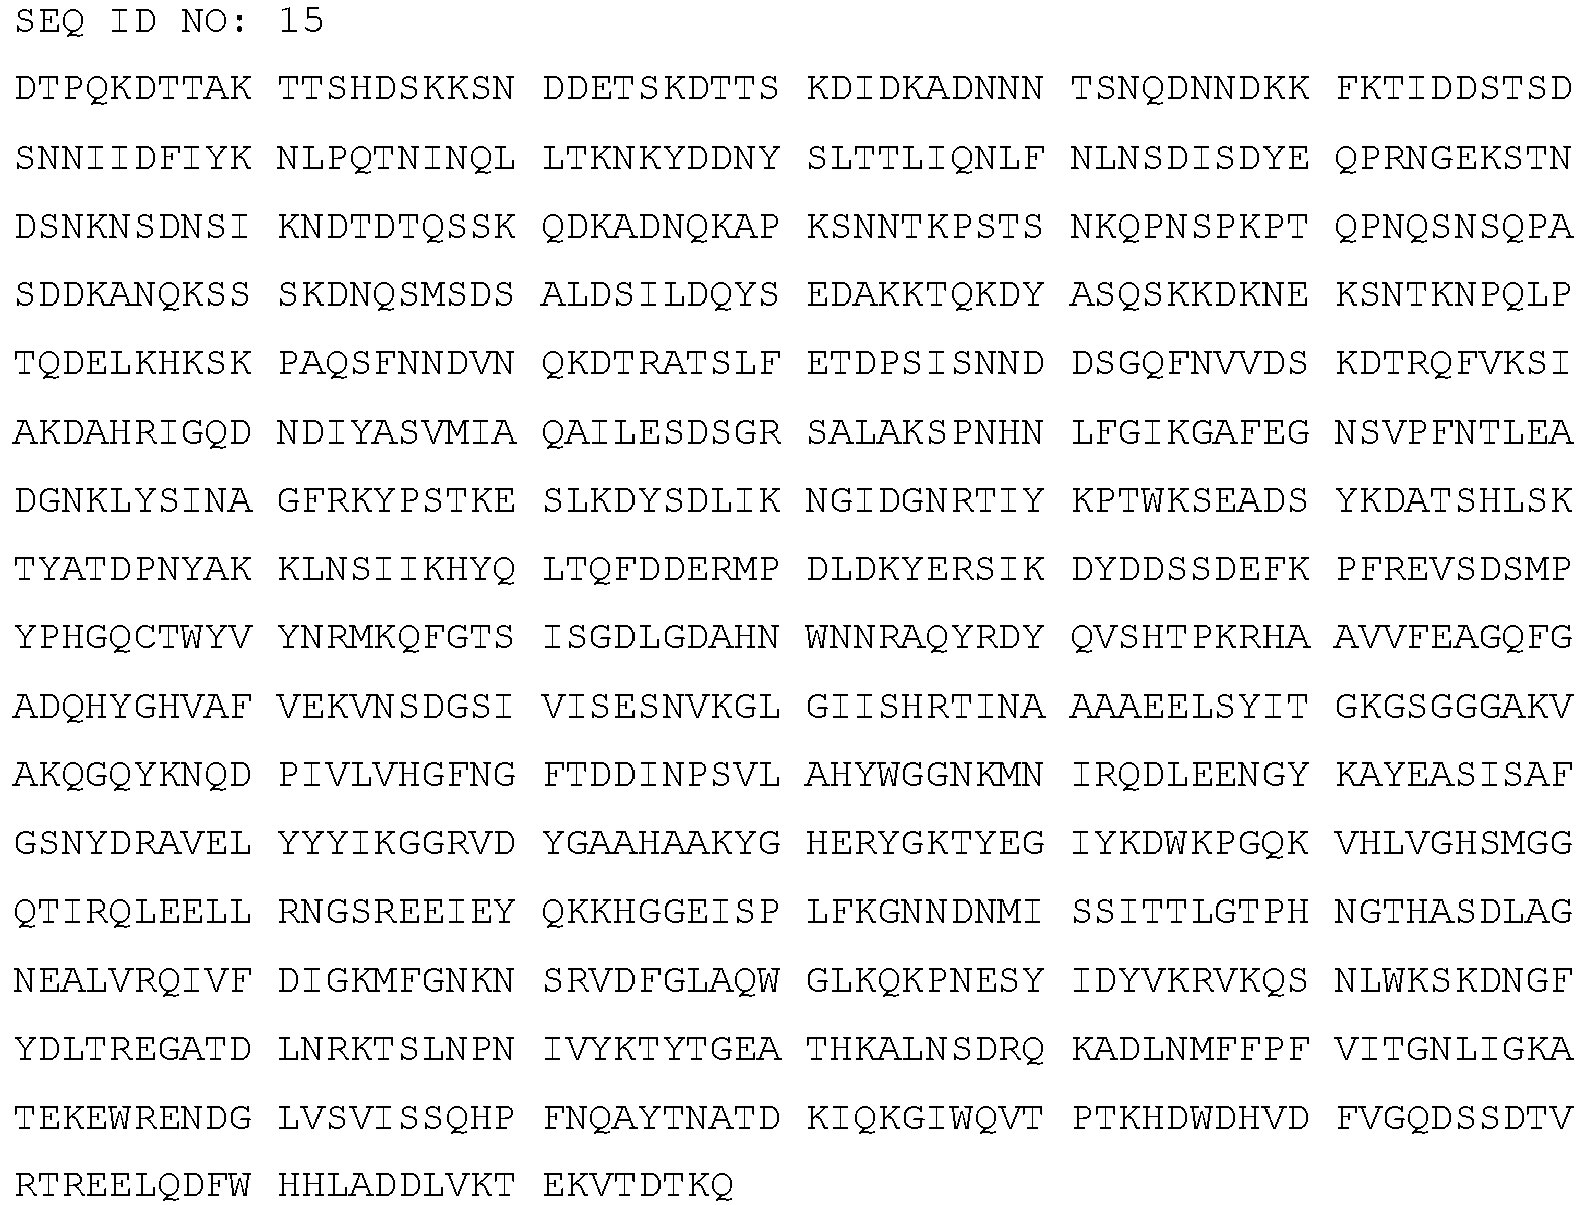 SEQ ID NO: 15
DTPQKDTTAK TTSHDSKKSN DDETSKDTTS KDIDKADNNN TSNQDNNDKK FKTIDDSTSD
SNNIIDFIYK NLPQTNINQL LTKNKYDDNY SLTTLIQNLF NLNSDISDYE QPRNGEKSTN
DSNKNSDNSI KNDTDTQSSK QDKADNQKAP KSNNTKPSTS NKQPNSPKPT QPNQSNSQPA
SDDKANQKSS SKDNQSMSDS ALDSILDQYS EDAKKTQKDY ASQSKKDKNE KSNTKNPQLP
TQDELKHKSK PAQSFNNDVN QKDTRATSLF ETDPSISNND DSGQFNVVDS KDTRQFVKSI
AKDAHRIGQD NDIYASVMIA QAILESDSGR SALAKSPNHN LFGIKGAFEG NSVPFNTLEA
DGNKLYSINA GFRKYPSTKE SLKDYSDLIK NGIDGNRTIY KPTWKSEADS YKDATSHLSK
TYATDPNYAK KLNSIIKHYQ LTQFDDERMP DLDKYERSIK DYDDSSDEFK PFREVSDSMP
YPHGQCTWYV YNRMKQFGTS ISGDLGDAHN WNNRAQYRDY QVSHTPKRHA AVVFEAGQFG
ADQHYGHVAF VEKVNSDGSI VISESNVKGL GIISHRTINA AAAEELSYIT GKGSGGGAKV
AKQGQYKNQD PIVLVHGFNG FTDDINPSVL AHYWGGNKMN IRQDLEENGY KAYEASISAF
GSNYDRAVEL YYYIKGGRVD YGAAHAAKYG HERYGKTYEG IYKDWKPGQK VHLVGHSMGG
QTIRQLEELL RNGSREEIEY QKKHGGEISP LFKGNNDNMI SSITTLGTPH NGTHASDLAG
NEALVRQIVF DIGKMFGNKN SRVDFGLAQW GLKQKPNESY IDYVKRVKQS NLWKSKDNGF
YDLTREGATD LNRKTSLNPN IVYKTYTGEA THKALNSDRQ KADLNMFFPF VITGNLIGKA
TEKEWRENDG LVSVISSQHP FNQAYTNATD KIQKGIWQVT PTKHDWDHVD FVGQDSSDTV
RTREELQDFW HHLADDLVKT EKVTDTKQ